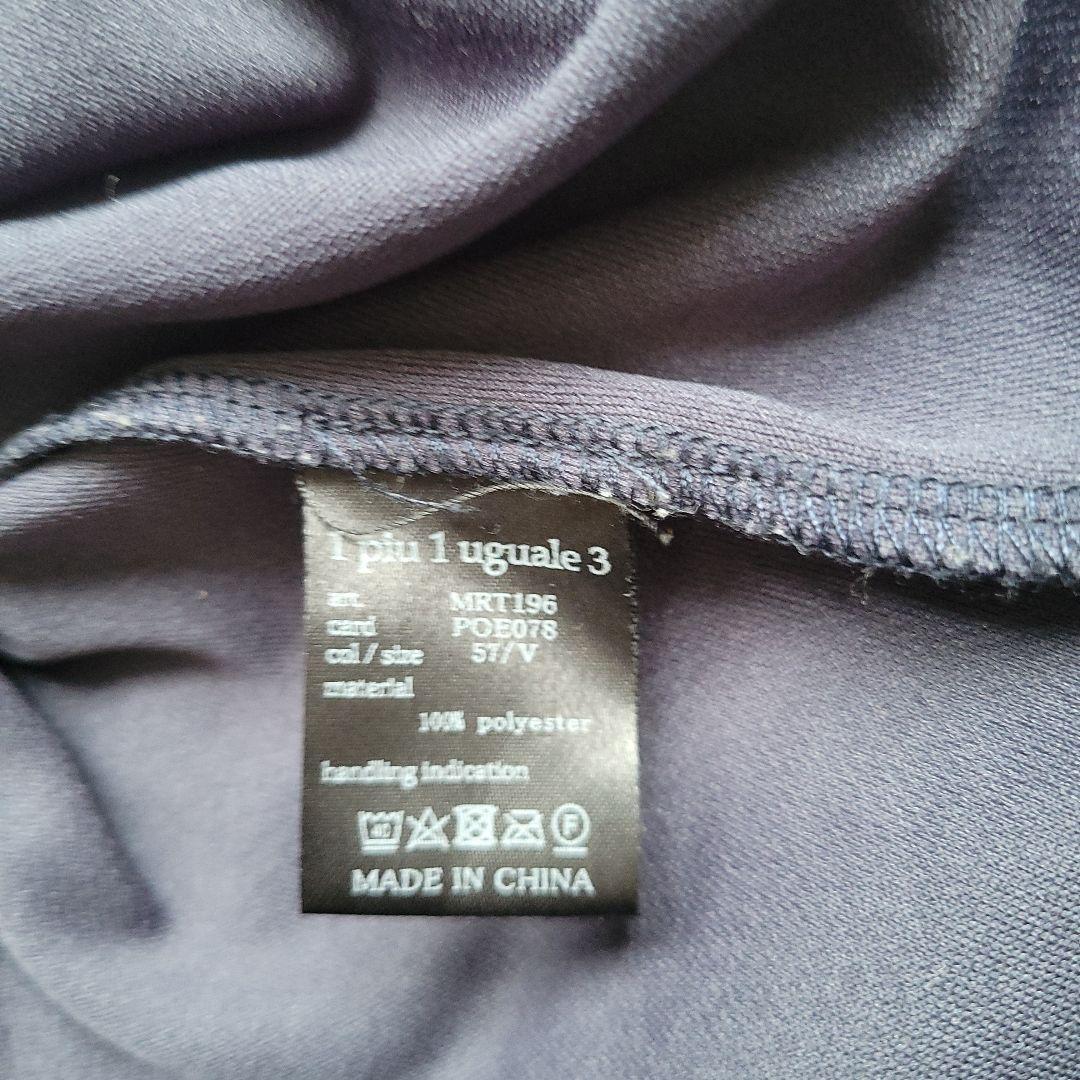 1 piu 1 uguale 3
art. MRT196
card POE078
col/size 57/V
material
100% polyester
handling indication
F
MADE IN CHINA